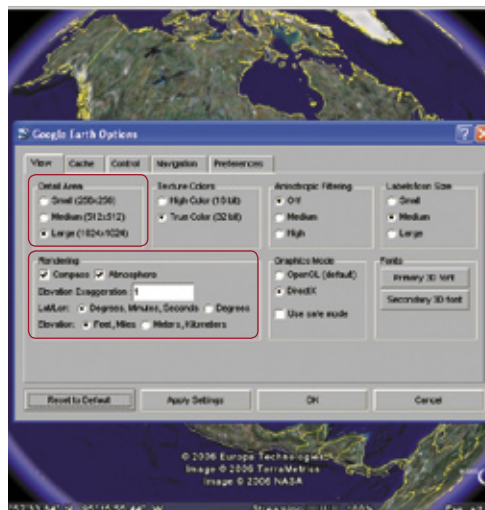 Google Earth Options
View Cache Control Navigation Preferences
Detail Area
Small (256x256)
Medium (512x512)
Large (1024x1024)
Texture Colors
High Color (16 bit)
True Color (32 bit)
Anisotropic Filtering
Off
Medium
High
Labels/Icon Size
Small
Medium
Large
Rendering
Compass Atmosphere
Elevation Exaggeration 1
Lat/Lon: Degrees, Minutes, Seconds Degrees
Elevation: Feet, Miles Meters, Kilometers
Graphics Mode
OpenGL (default)
DirectX
Use safe mode
Fonts
Primary 3D font
Secondary 3D font
Reset to Default Apply Settings OK Cancel
© 2006 Europa Technologies
Image © 2006 TerraMetrics
Image © 2006 NASA